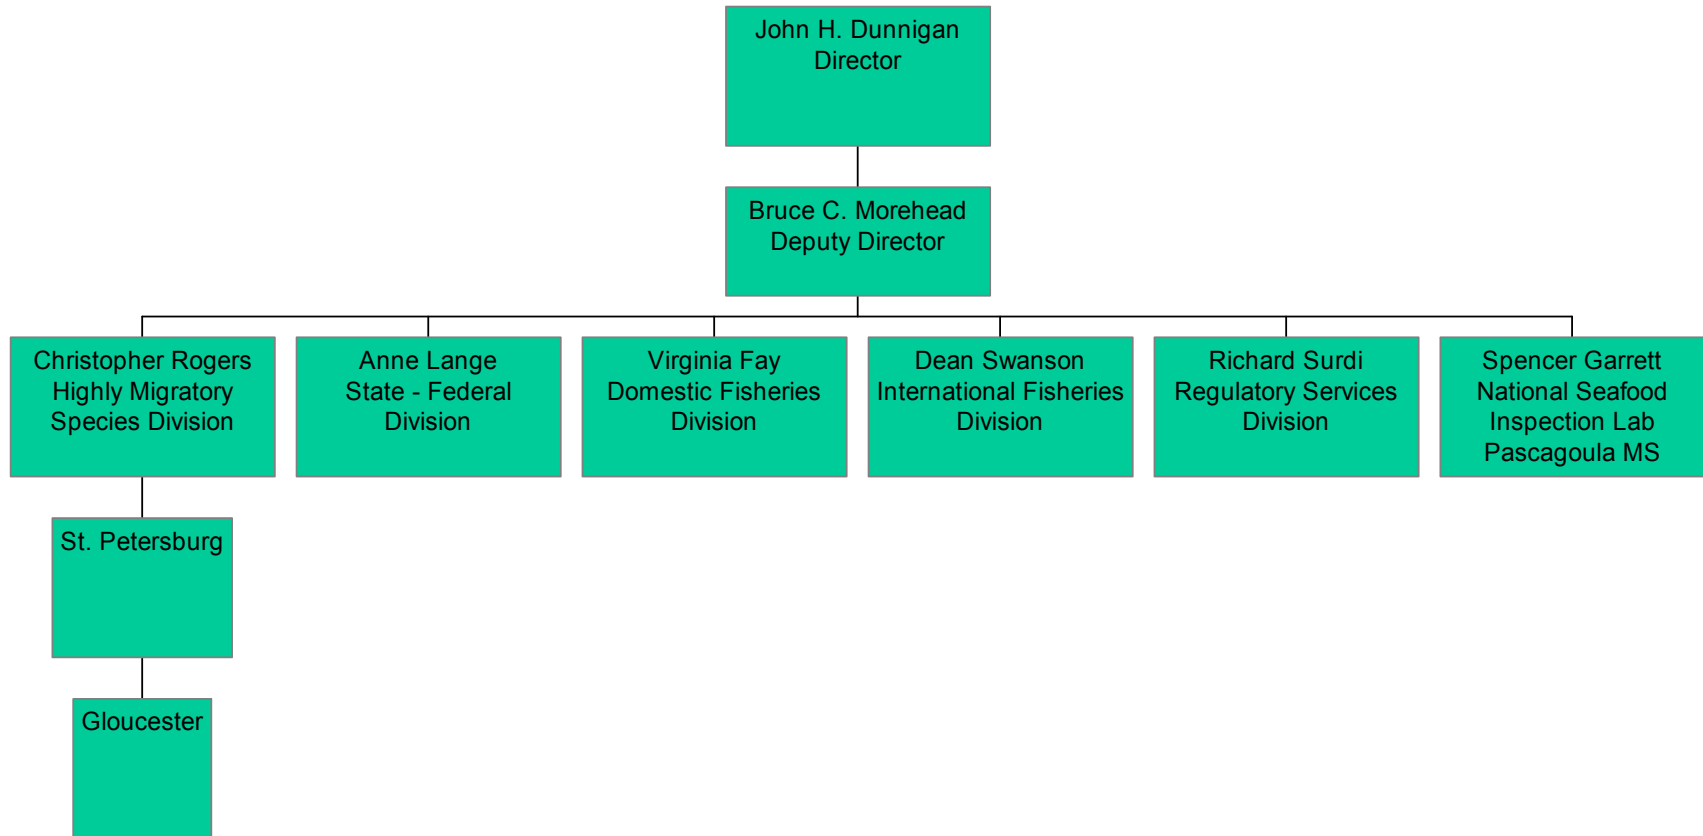 John H. Dunnigan
Director
Bruce C. Morehead
Deputy Director
Christopher Rogers
Highly Migratory
Species Division
Anne Lange
State - Federal
Division
Virginia Fay
Domestic Fisheries
Division
Dean Swanson
International Fisheries
Division
Richard Surdi
Regulatory Services
Division
Spencer Garrett
National Seafood
Inspection Lab
Pascagoula MS
St. Petersburg
Gloucester